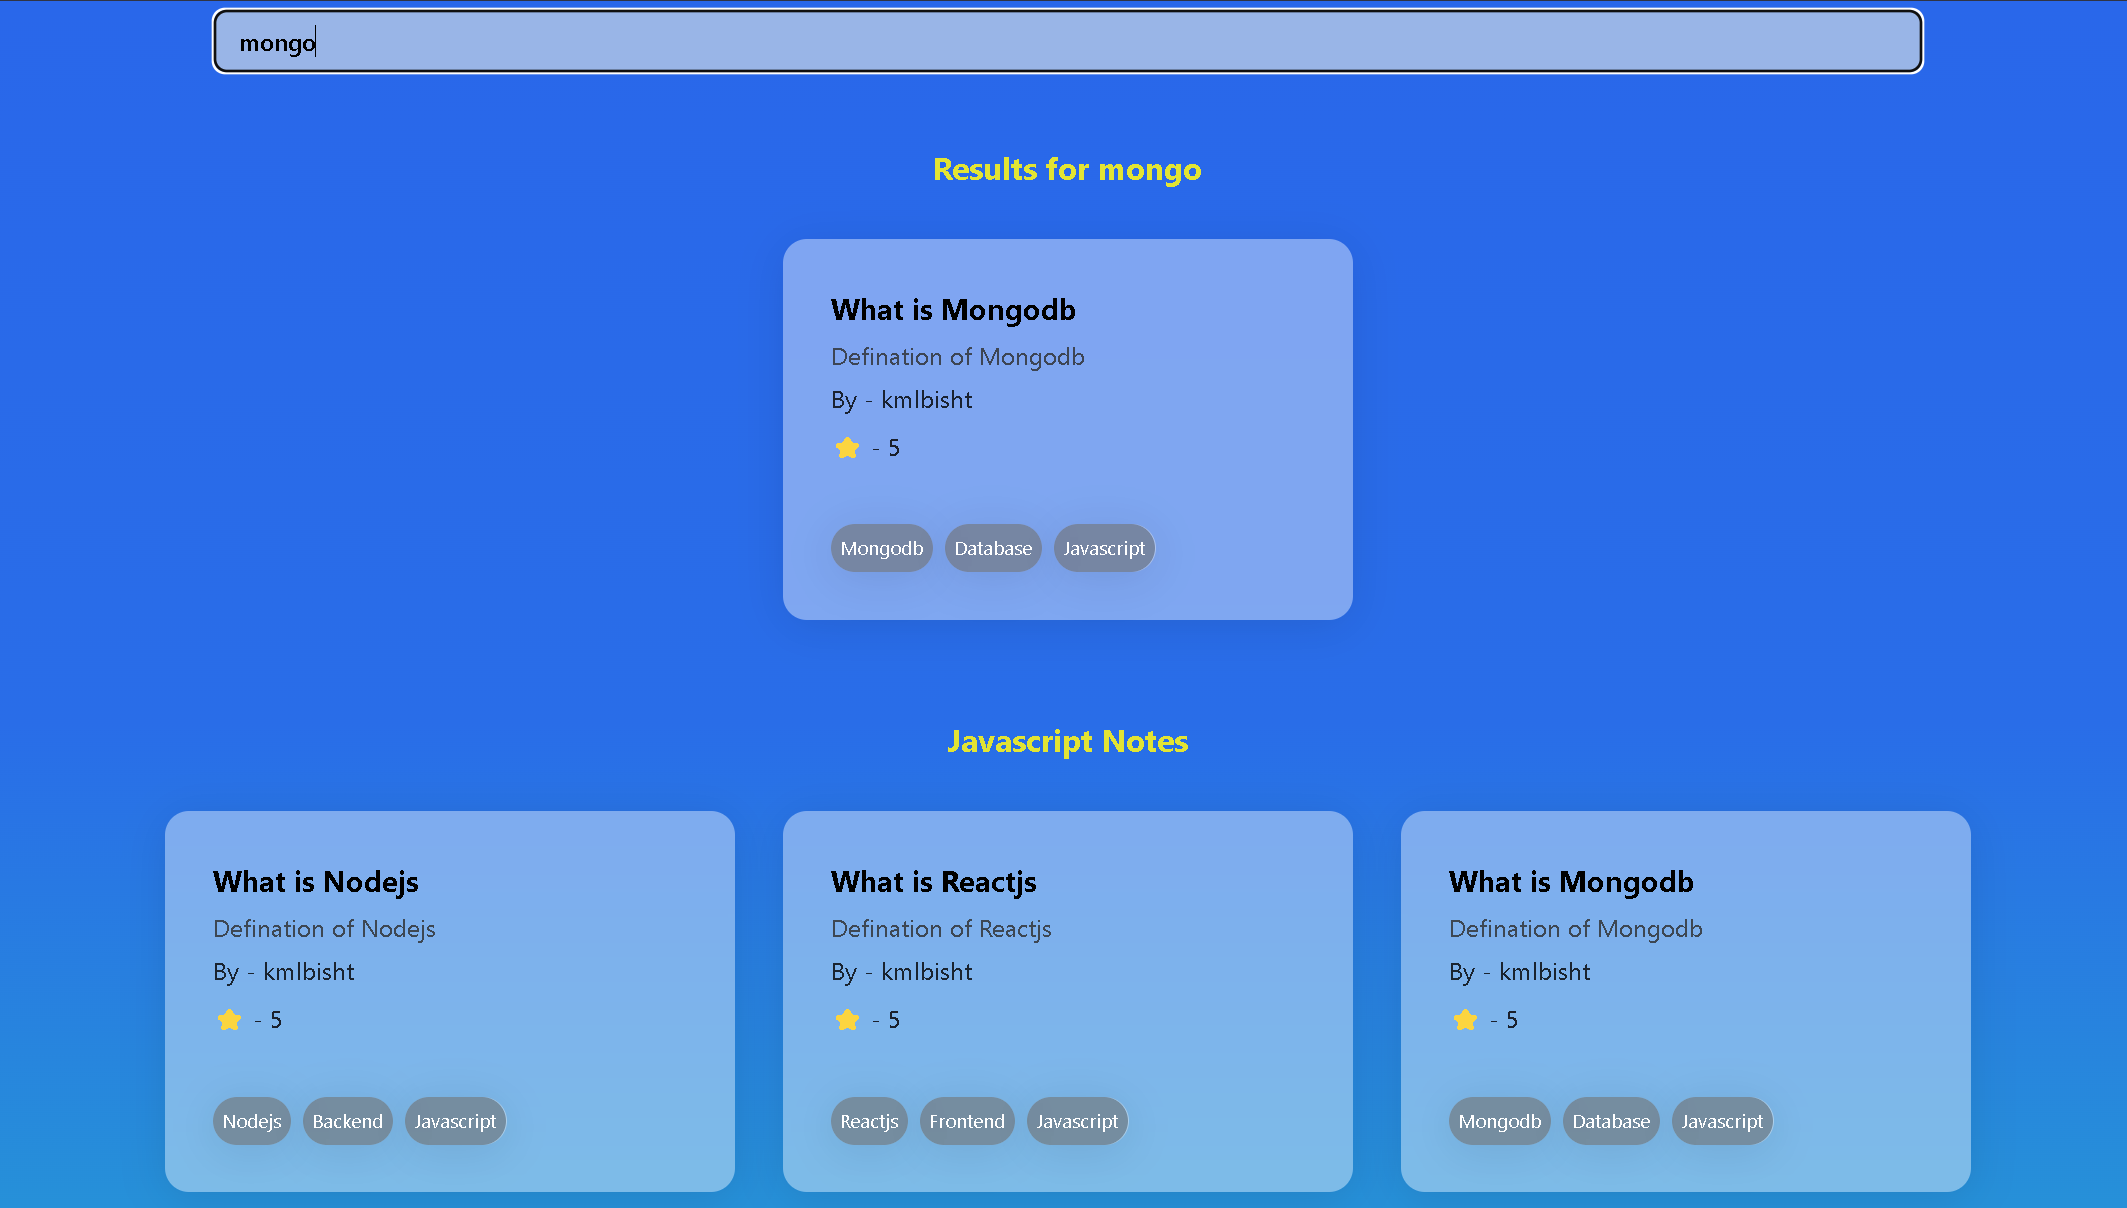 mongo
Results for mongo
What is Mongodb
Defination of Mongodb
By - kmlbisht
- 5
Mongodb Database Javascript
Javascript Notes
What is Nodejs
Defination of Nodejs
By - kmlbisht
- 5
Nodejs Backend Javascript
What is Reactjs
Defination of Reactjs
By - kmlbisht
- 5
Reactjs Frontend Javascript
What is Mongodb
Defination of Mongodb
By - kmlbisht
- 5
Mongodb Database Javascript